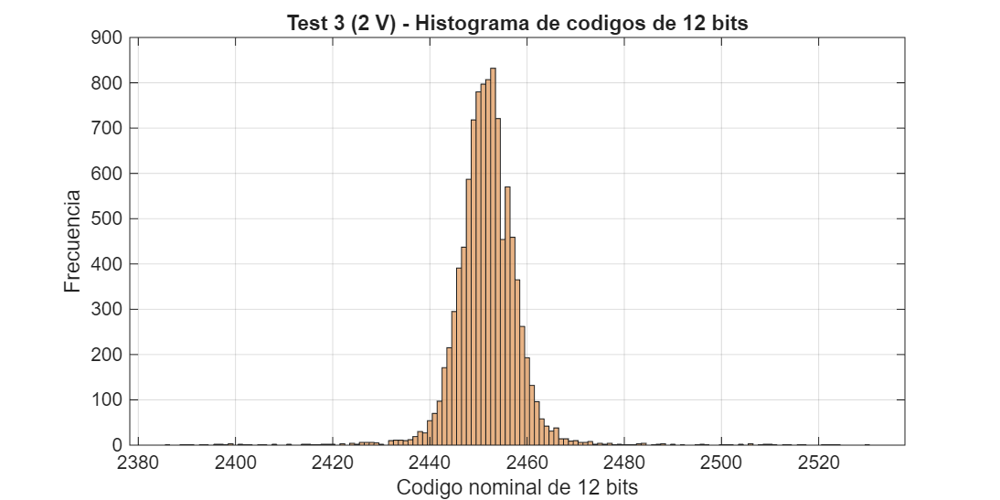 Test 3 (2 V) - Histograma de codigos de 12 bits
900
800
700
600
500
400
300
200
100
0
Frecuencia
2380 2400 2420 2440 2460 2480 2500 2520
Codigo nominal de 12 bits